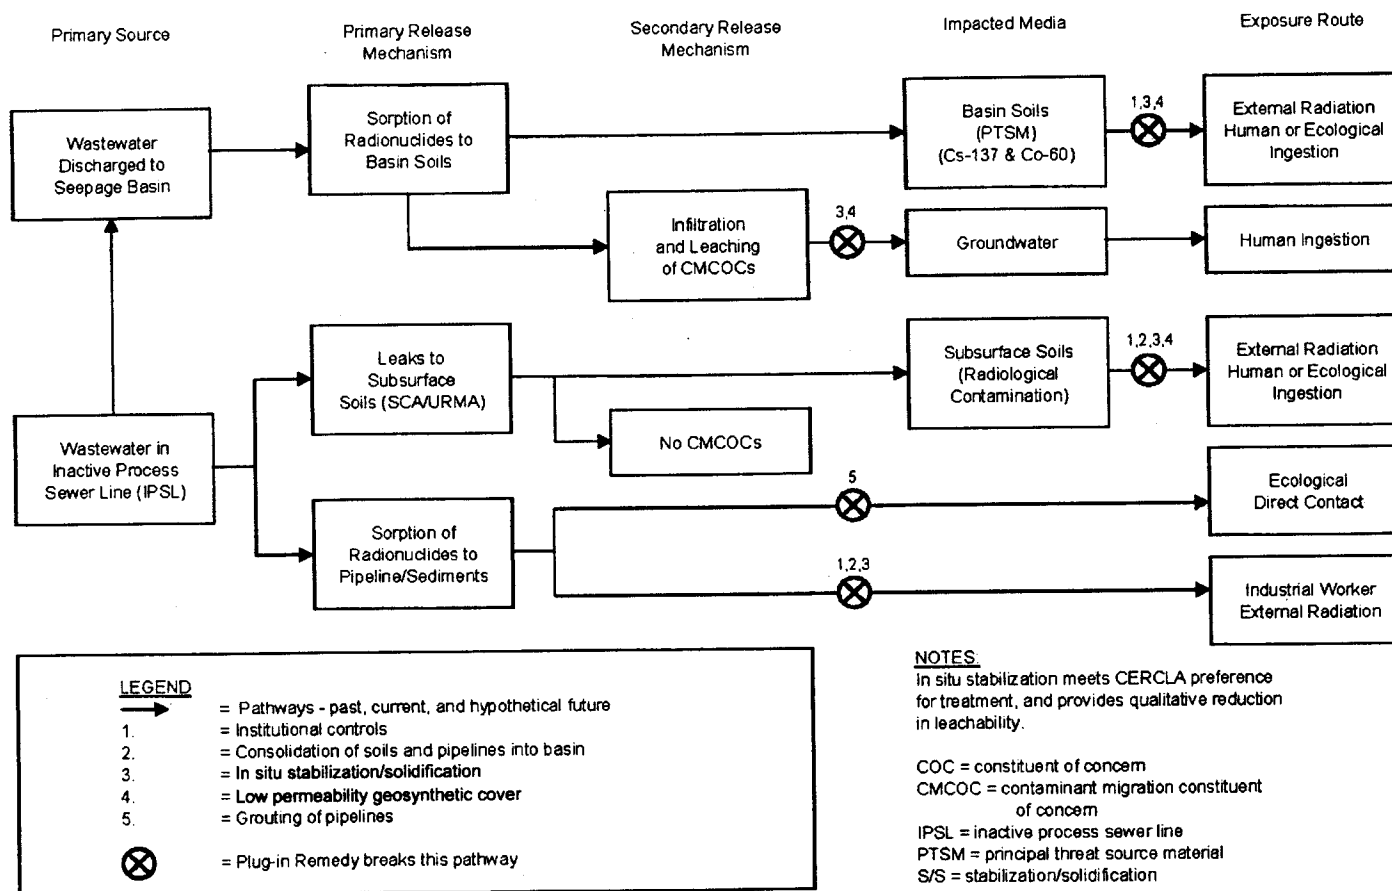 Primary Source
Primary Release
Mechanism
Secondary Release
Mechanism
Impacted Media
Exposure Route
Wastewater
Discharged to
Seepage Basin
Sorption of
Radionuclides to
Basin Soils
Basin Soils
(PTSM)
(Cs-137 & Co-60)
1,3,4
External Radiation
Human or Ecological
Ingestion
Infiltration
and Leaching
of CMCOCs
3,4
Groundwater
Human Ingestion
Leaks to
Subsurface
Soils (SCA/URMA)
Subsurface Soils
(Radiological
Contamination)
1,2,3,4
External Radiation
Human or Ecological
Ingestion
No CMCOCs
Wastewater in
Inactive Process
Sewer Line (IPSL)
5
Ecological
Direct Contact
Sorption of
Radionuclides to
Pipeline/Sediments
1,2,3
Industrial Worker
External Radiation
LEGEND
= Pathways - past, current, and hypothetical future
1. = Institutional controls
2. = Consolidation of soils and pipelines into basin
3. = In situ stabilization/solidification
4. = Low permeability geosynthetic cover
5. = Grouting of pipelines
= Plug-in Remedy breaks this pathway
NOTES:
In situ stabilization meets CERCLA preference
for treatment, and provides qualitative reduction
in leachability.
COC = constituent of concern
CMCOC = contaminant migration constituent
of concern
IPSL = inactive process sewer line
PTSM = principal threat source material
S/S = stabilization/solidification